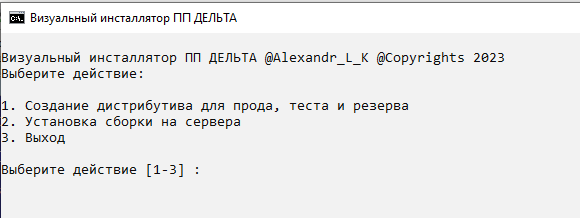 Визуальный инсталлятор ПП ДЕЛЬТА
Визуальный инсталлятор ПП ДЕЛЬТА @Alexandr_L_K @Copyrights 2023
Выберите действие:
1. Создание дистрибутива для прода, теста и резерва
2. Установка сборки на сервера
3. Выход
Выберите действие [1-3] :